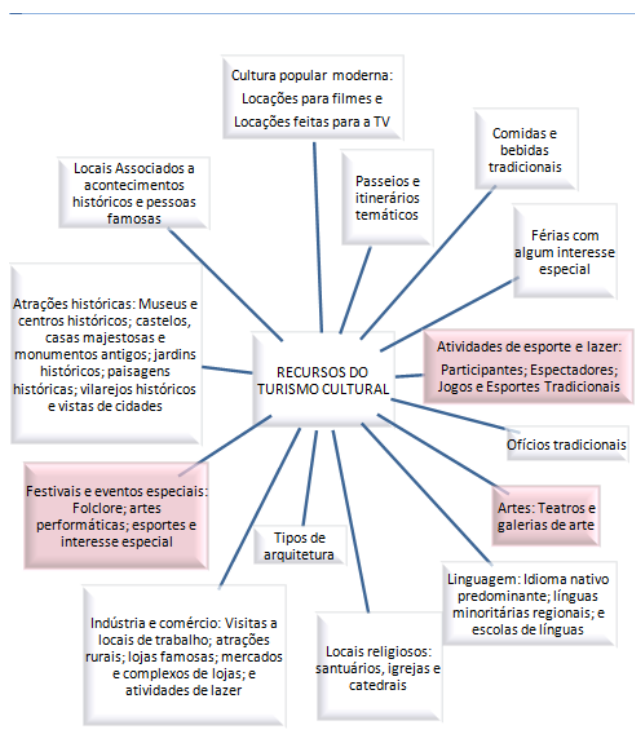 Cultura popular moderna:
Locações para filmes e
Locações feitas para a TV
Comidas e
bebidas
tradicionais
Locais Associados a
acontecimentos
históricos e pessoas
famosas
Passeios e
itinerários
temáticos
Férias com
algum interesse
especial
Atrações históricas: Museus e
centros históricos; castelos,
casas majestosas e
monumentos antigos; jardins
históricos; paisagens
históricas; vilarejos históricos
e vistas de cidades
RECURSOS DO
TURISMO CULTURAL
Atividades de esporte e lazer:
Participantes; Espectadores;
Jogos e Esportes Tradicionais
Ofícios tradicionais
Festivais e eventos especiais:
Folclore; artes
performáticas; esportes e
interesse especial
Artes: Teatros e
galerias de arte
Tipos de
arquitetura
Linguagem: Idioma nativo
predominante; línguas
minoritárias regionais; e
escolas de línguas
Indústria e comércio: Visitas a
locais de trabalho; atrações
rurais; lojas famosas; mercados
e complexos de lojas; e
atividades de lazer
Locais religiosos:
santuários, igrejas e
catedrais